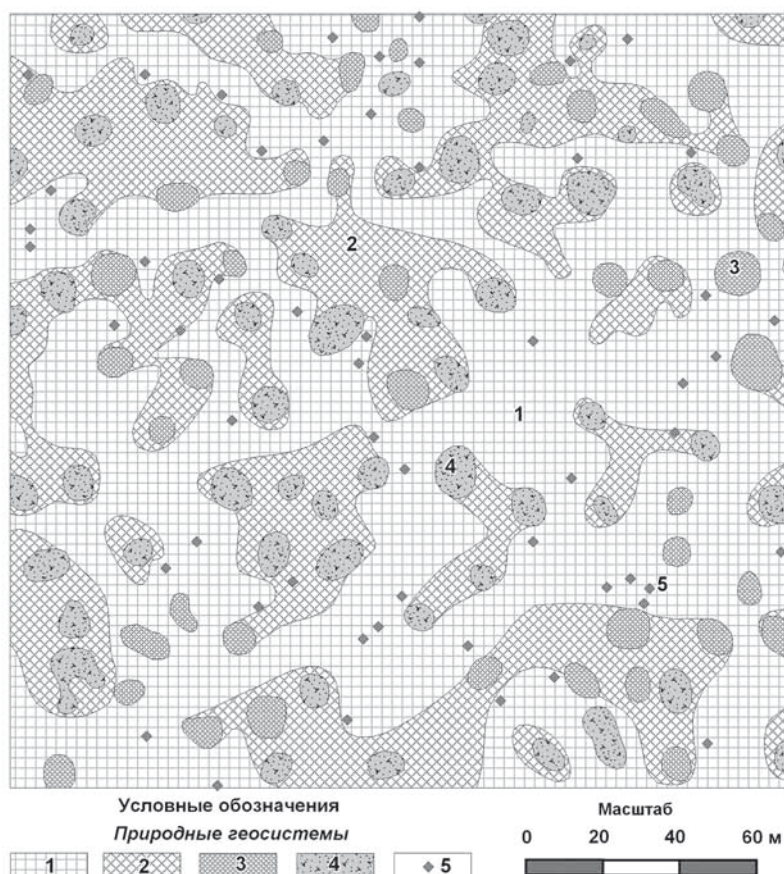 2
3
1
4
5
Условные обозначения
Природные геосистемы
1 2 3 4 5
Масштаб
0 20 40 60 м